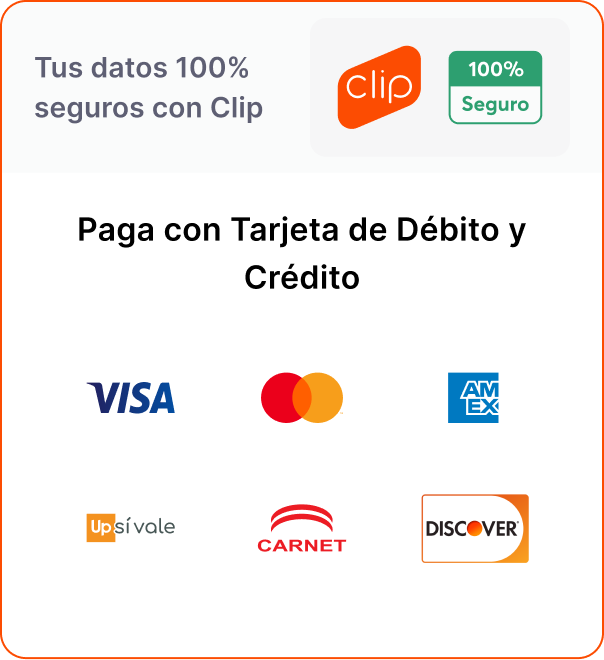 Tus datos 100%
seguros con Clip
clip
100%
Seguro
Paga con Tarjeta de Débito y
Crédito
VISA
AM
EX
Up sí vale
CARNET
DISCOVER